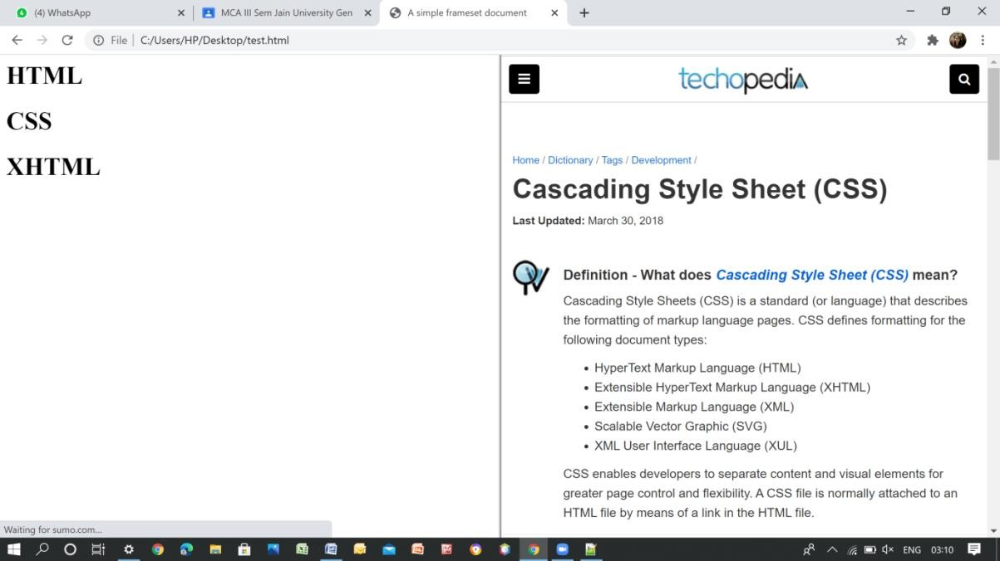 (4) WhatsApp
MCA III Sem Jain University Gen
A simple frameset document
File
C:/Users/HP/Desktop/test.html
HTML
CSS
XHTML
techopedia
Home / Dictionary / Tags / Development /
Cascading Style Sheet (CSS)
Last Updated: March 30, 2018
Definition - What does Cascading Style Sheet (CSS) mean?
Cascading Style Sheets (CSS) is a standard (or language) that describes
the formatting of markup language pages. CSS defines formatting for the
following document types:
• HyperText Markup Language (HTML)
• Extensible HyperText Markup Language (XHTML)
• Extensible Markup Language (XML)
• Scalable Vector Graphic (SVG)
• XML User Interface Language (XUL)
CSS enables developers to separate content and visual elements for
greater page control and flexibility. A CSS file is normally attached to an
HTML file by means of a link in the HTML file.
Waiting for sumo.com...
ENG 03:10